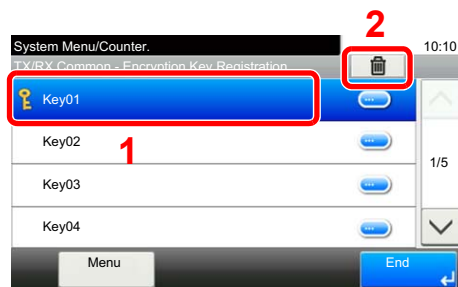 2
System Menu/Counter.
10:10
TX/RX Common - Encryption Key Registration
Key01
Key02
1
1/5
Key03
Key04
Menu
End